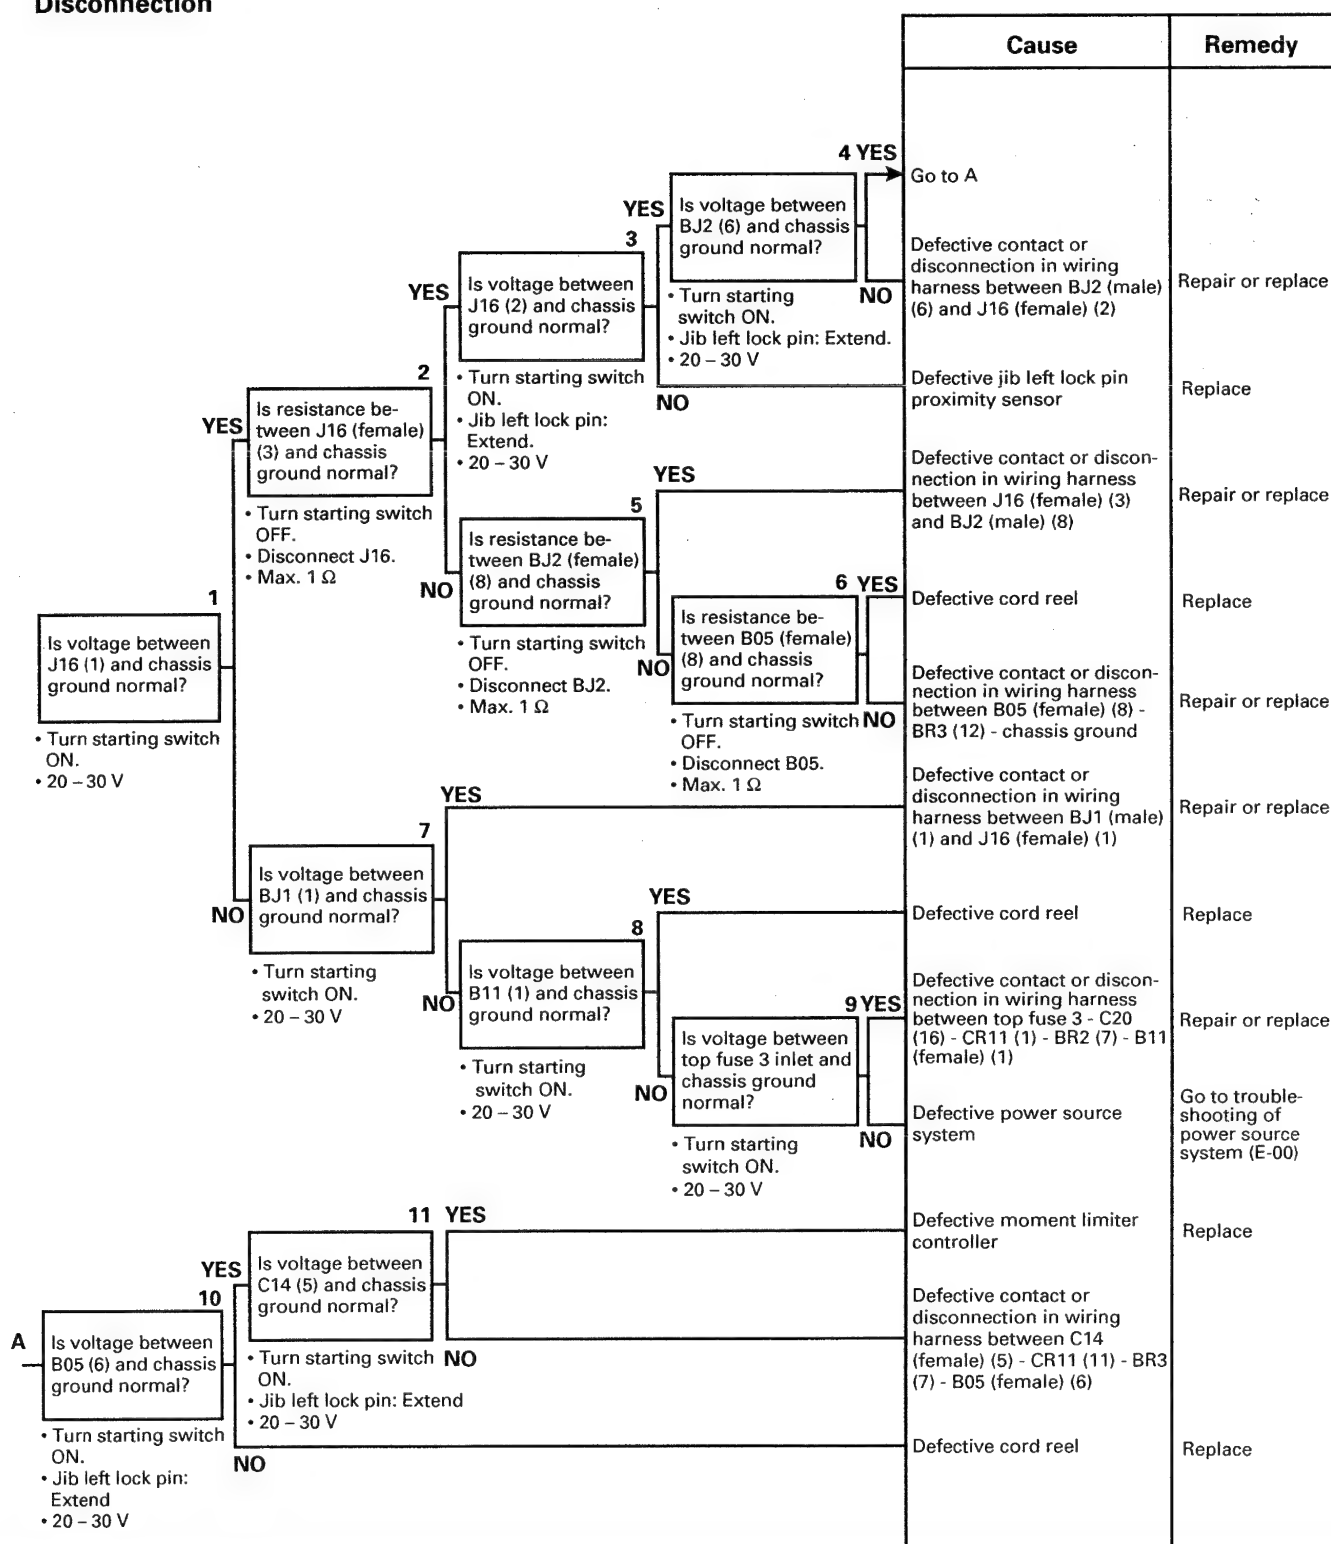 Disconnection
Cause
Remedy
4 YES
Go to A
Is voltage between
BJ2 (6) and chassis
ground normal?
• Turn starting
switch ON.
• Jib left lock pin: Extend.
• 20 – 30 V
NO
Defective contact or
disconnection in wiring
harness between BJ2 (male)
(6) and J16 (female) (2)
Repair or replace
YES
3
Is voltage between
J16 (2) and chassis
ground normal?
• Turn starting switch
ON.
• Jib left lock pin:
Extend.
• 20 – 30 V
NO
Defective jib left lock pin
proximity sensor
Replace
YES
2
Is resistance be-
tween J16 (female)
(3) and chassis
ground normal?
• Turn starting switch
OFF.
• Disconnect J16.
• Max. 1 Ω
YES
NO
YES
5
Is resistance be-
tween BJ2 (female)
(8) and chassis
ground normal?
• Turn starting switch
OFF.
• Disconnect BJ2.
• Max. 1 Ω
NO
Defective contact or discon-
nection in wiring harness
between J16 (female) (3)
and BJ2 (male) (8)
Repair or replace
6 YES
Is resistance be-
tween B05 (female)
(8) and chassis
ground normal?
• Turn starting switch
OFF.
• Disconnect B05.
• Max. 1 Ω
NO
Defective cord reel
Replace
Defective contact or discon-
nection in wiring harness
between B05 (female) (8) -
BR3 (12) - chassis ground
Repair or replace
1
Is voltage between
J16 (1) and chassis
ground normal?
• Turn starting switch
ON.
• 20 – 30 V
NO
YES
7
Is voltage between
BJ1 (1) and chassis
ground normal?
• Turn starting
switch ON.
• 20 – 30 V
NO
Defective contact or
disconnection in wiring
harness between BJ1 (male)
(1) and J16 (female) (1)
Repair or replace
YES
8
Is voltage between
B11 (1) and chassis
ground normal?
• Turn starting
switch ON.
• 20 – 30 V
NO
Defective cord reel
Replace
9 YES
Is voltage between
top fuse 3 inlet and
chassis ground
normal?
• Turn starting
switch ON.
• 20 – 30 V
NO
Defective contact or discon-
nection in wiring harness
between top fuse 3 - C20
(16) - CR11 (1) - BR2 (7) - B11
(female) (1)
Repair or replace
Defective power source
system
Go to trouble-
shooting of
power source
system (E-00)
11 YES
Is voltage between
C14 (5) and chassis
ground normal?
• Turn starting switch
ON.
• Jib left lock pin: Extend
• 20 – 30 V
NO
Defective moment limiter
controller
Replace
Defective contact or
disconnection in wiring
harness between C14
(female) (5) - CR11 (11) - BR3
(7) - B05 (female) (6)
YES
10
A
Is voltage between
B05 (6) and chassis
ground normal?
• Turn starting switch
ON.
• Jib left lock pin:
Extend
• 20 – 30 V
NO
Defective cord reel
Replace